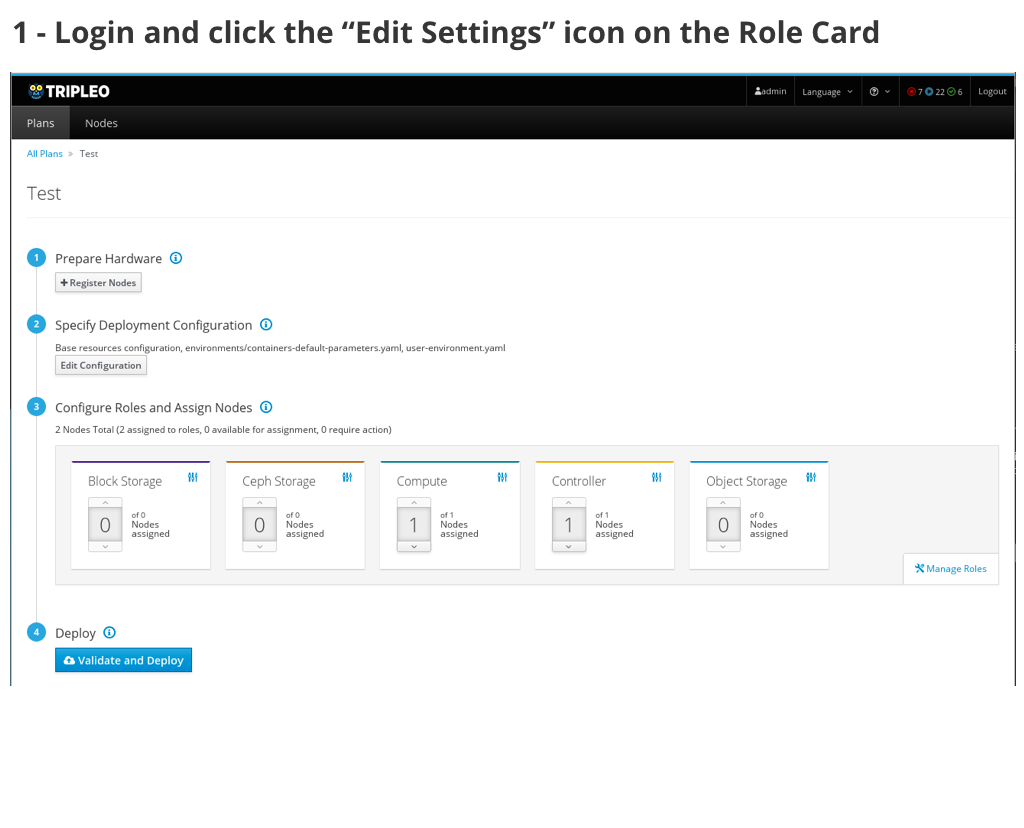 1 - Login and click the “Edit Settings” icon on the Role Card
TRIPLEO
admin Language 7 22 6 Logout
Plans Nodes
All Plans » Test
Test
1 Prepare Hardware
Register Nodes
2 Specify Deployment Configuration
Base resources configuration, environments/containers-default-parameters.yaml, user-environment.yaml
Edit Configuration
3 Configure Roles and Assign Nodes
2 Nodes Total (2 assigned to roles, 0 available for assignment, 0 require action)
Block Storage
0
of 0
Nodes
assigned
Ceph Storage
0
of 0
Nodes
assigned
Compute
1
of 1
Nodes
assigned
Controller
1
of 1
Nodes
assigned
Object Storage
0
of 0
Nodes
assigned
Manage Roles
4 Deploy
Validate and Deploy